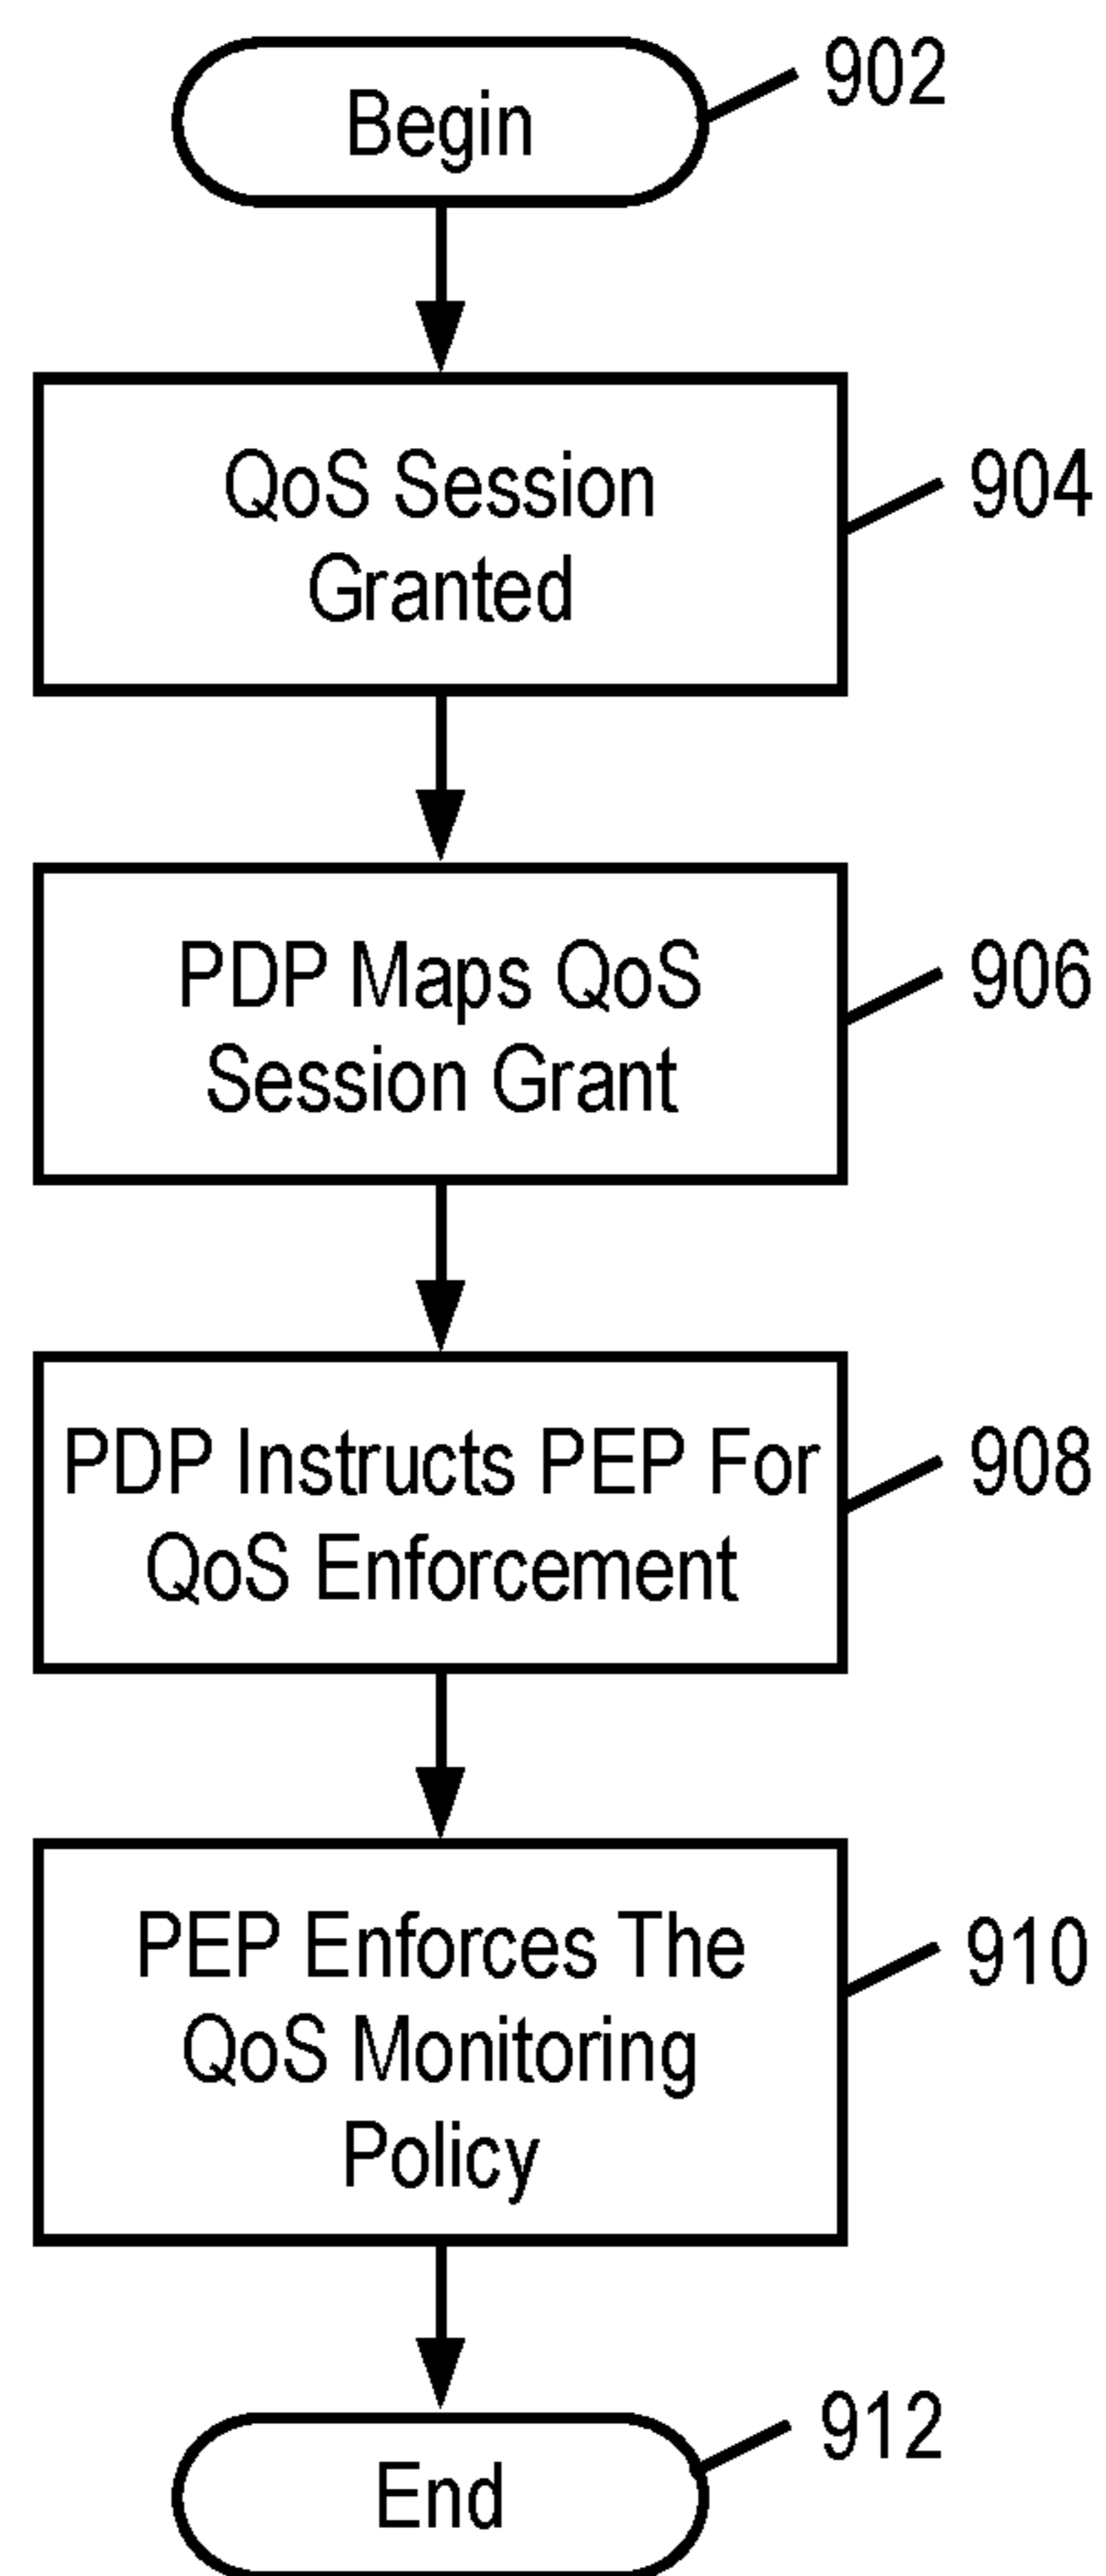 Begin
902
QoS Session
Granted
904
PDP Maps QoS
Session Grant
906
PDP Instructs PEP For
QoS Enforcement
908
PEP Enforces The
QoS Monitoring
Policy
910
End
912